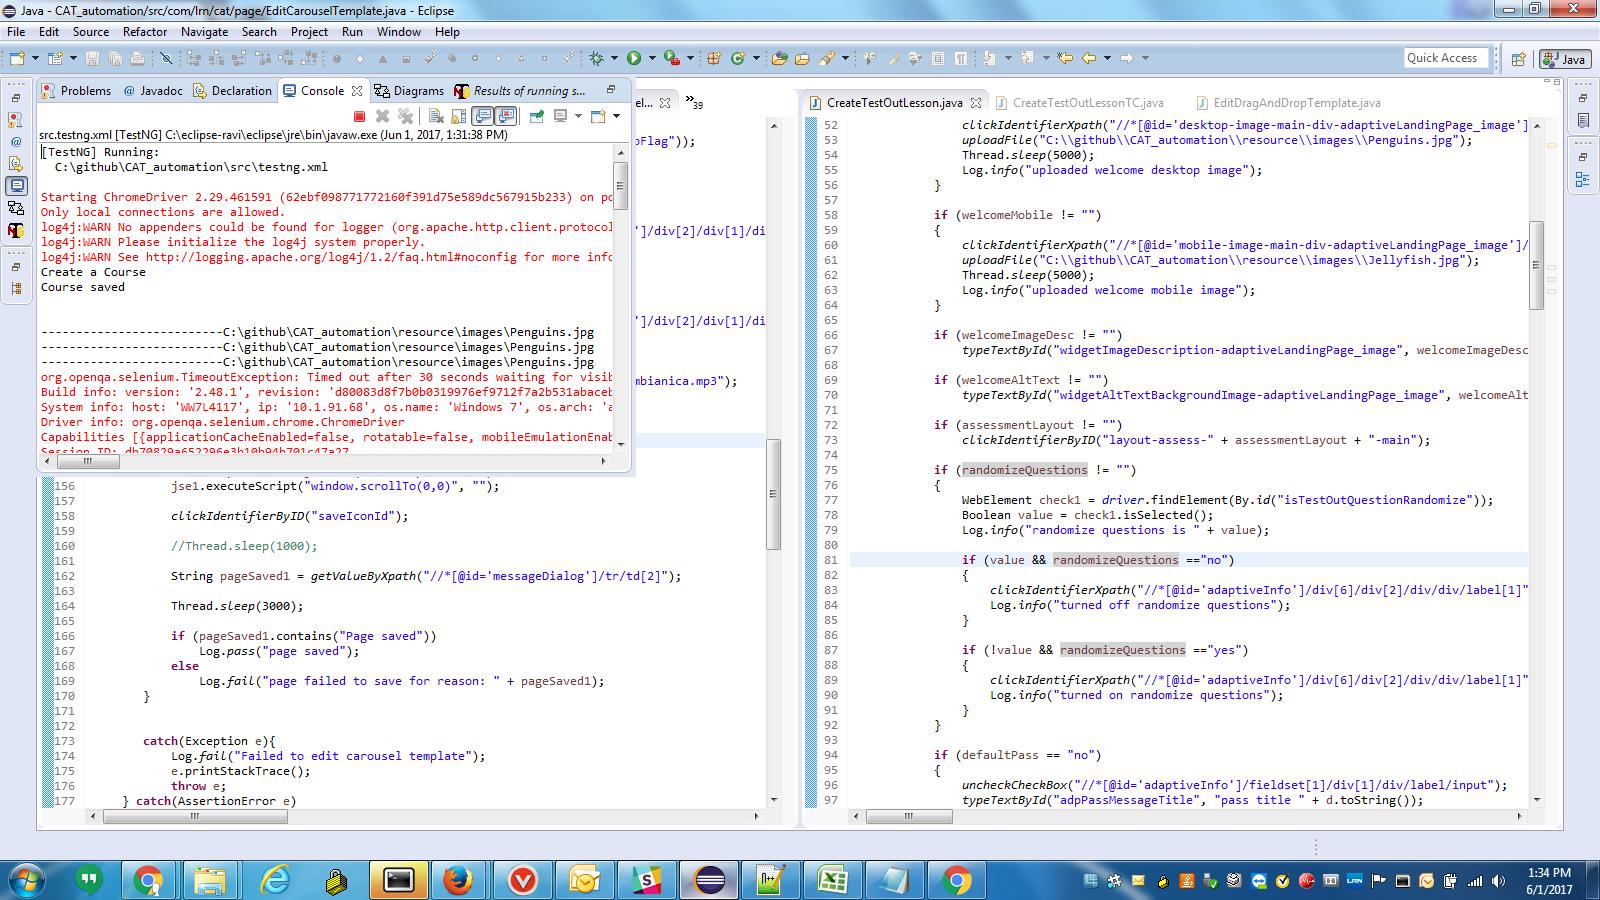 Java - CAT_automation/src/com/lrn/cat/page/EditCarouselTemplate.java - Eclipse
File Edit Source Refactor Navigate Search Project Run Window Help
Quick Access
Java
Problems @ Javadoc Declaration Console Diagrams Results of running s...
src.testng.xml [TestNG] C:\eclipse-ravi\eclipse\jre\bin\javaw.exe (Jun 1, 2017, 1:31:38 PM)
[TestNG] Running:
C:\github\CAT_automation\src\testng.xml
Starting ChromeDriver 2.29.461591 (62ebf098771772160f391d75e589dc567915b233) on po
Only local connections are allowed.
log4j:WARN No appenders could be found for logger (org.apache.http.client.protocol
log4j:WARN Please initialize the log4j system properly.
log4j:WARN See http://logging.apache.org/log4j/1.2/faq.html#noconfig for more info
Create a Course
Course saved
--------------------------C:\github\CAT_automation\resource\images\Penguins.jpg
--------------------------C:\github\CAT_automation\resource\images\Penguins.jpg
--------------------------C:\github\CAT_automation\resource\images\Penguins.jpg
org.openqa.selenium.TimeoutException: Timed out after 30 seconds waiting for visib
Build info: version: '2.48.1', revision: 'd80083d8f7b0b0319976ef9712f7a2b531abaceb
System info: host: 'WW7L4117', ip: '10.1.91.68', os.name: 'Windows 7', os.arch: 'a
Driver info: org.openqa.selenium.chrome.ChromeDriver
Capabilities [{applicationCacheEnabled=false, rotatable=false, mobileEmulationEnab
Session ID: db70829a652296e3b10b94b701c47a27
el... »39
oFlag"));
']/div[2]/div[1]/di
']/div[2]/div[1]/di
mbianica.mp3");
156 jse1.executeScript("window.scrollTo(0,0)", "");
157
158 clickIdentifierByID("saveIconId");
159
160 //Thread.sleep(1000);
161
162 String pageSaved1 = getValueByXpath("//*[@id='messageDialog']/tr/td[2]");
163
164 Thread.sleep(3000);
165
166 if (pageSaved1.contains("Page saved"))
167 Log.pass("page saved");
168 else
169 Log.fail("page failed to save for reason: " + pageSaved1);
170 }
171
172
173 catch(Exception e){
174 Log.fail("Failed to edit carousel template");
175 e.printStackTrace();
176 throw e;
177 } catch(AssertionError e)
CreateTestOutLesson.java CreateTestOutLessonTC.java EditDragAndDropTemplate.java
52 clickIdentifierXpath("//*[@id='desktop-image-main-div-adaptiveLandingPage_image']
53 uploadFile("C:\\github\\CAT_automation\\resource\\images\\Penguins.jpg");
54 Thread.sleep(5000);
55 Log.info("uploaded welcome desktop image");
56 }
57
58 if (welcomeMobile != "")
59 {
60 clickIdentifierXpath("//*[@id='mobile-image-main-div-adaptiveLandingPage_image']/
61 uploadFile("C:\\github\\CAT_automation\\resource\\images\\Jellyfish.jpg");
62 Thread.sleep(5000);
63 Log.info("uploaded welcome mobile image");
64 }
65
66 if (welcomeImageDesc != "")
67 typeTextById("widgetImageDescription-adaptiveLandingPage_image", welcomeImageDesc
68
69 if (welcomeAltText != "")
70 typeTextById("widgetAltTextBackgroundImage-adaptiveLandingPage_image", welcomeAlt
71
72 if (assessmentLayout != "")
73 clickIdentifierByID("layout-assess-" + assessmentLayout + "-main");
74
75 if (randomizeQuestions != "")
76 {
77 WebElement check1 = driver.findElement(By.id("isTestOutQuestionRandomize"));
78 Boolean value = check1.isSelected();
79 Log.info("randomize questions is " + value);
80
81 if (value && randomizeQuestions =="no")
82 {
83 clickIdentifierXpath("//*[@id='adaptiveInfo']/div[6]/div[2]/div/div/label[1]"
84 Log.info("turned off randomize questions");
85 }
86
87 if (!value && randomizeQuestions =="yes")
88 {
89 clickIdentifierXpath("//*[@id='adaptiveInfo']/div[6]/div[2]/div/div/label[1]"
90 Log.info("turned on randomize questions");
91 }
92 }
93
94 if (defaultPass == "no")
95 {
96 uncheckCheckBox("//*[@id='adaptiveInfo']/fieldset[1]/div[1]/div/label/input");
97 typeTextById("adpPassMessageTitle", "pass title " + d.toString());
1:34 PM
6/1/2017